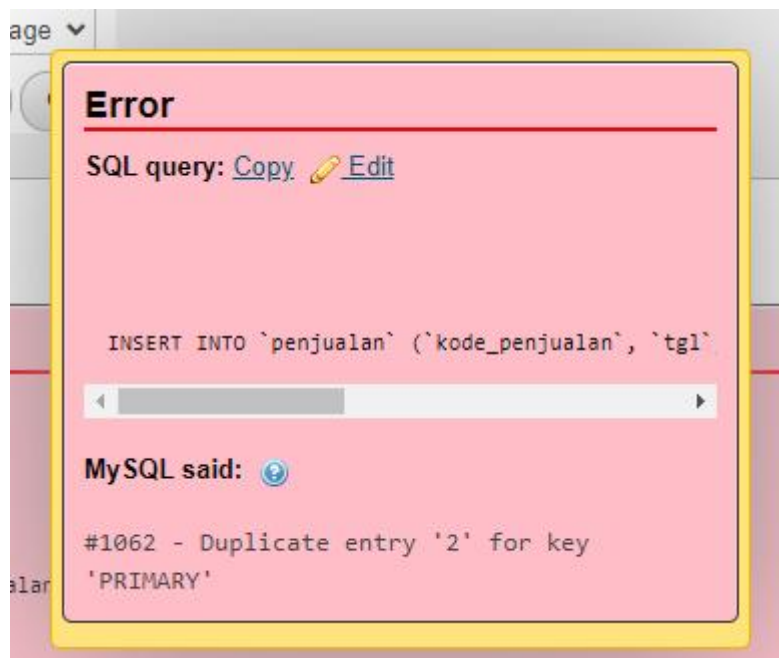 age
Error
SQL query: Copy Edit
INSERT INTO `penjualan` (`kode_penjualan`, `tgl`
MySQL said:
#1062 - Duplicate entry '2' for key
'PRIMARY'
alan